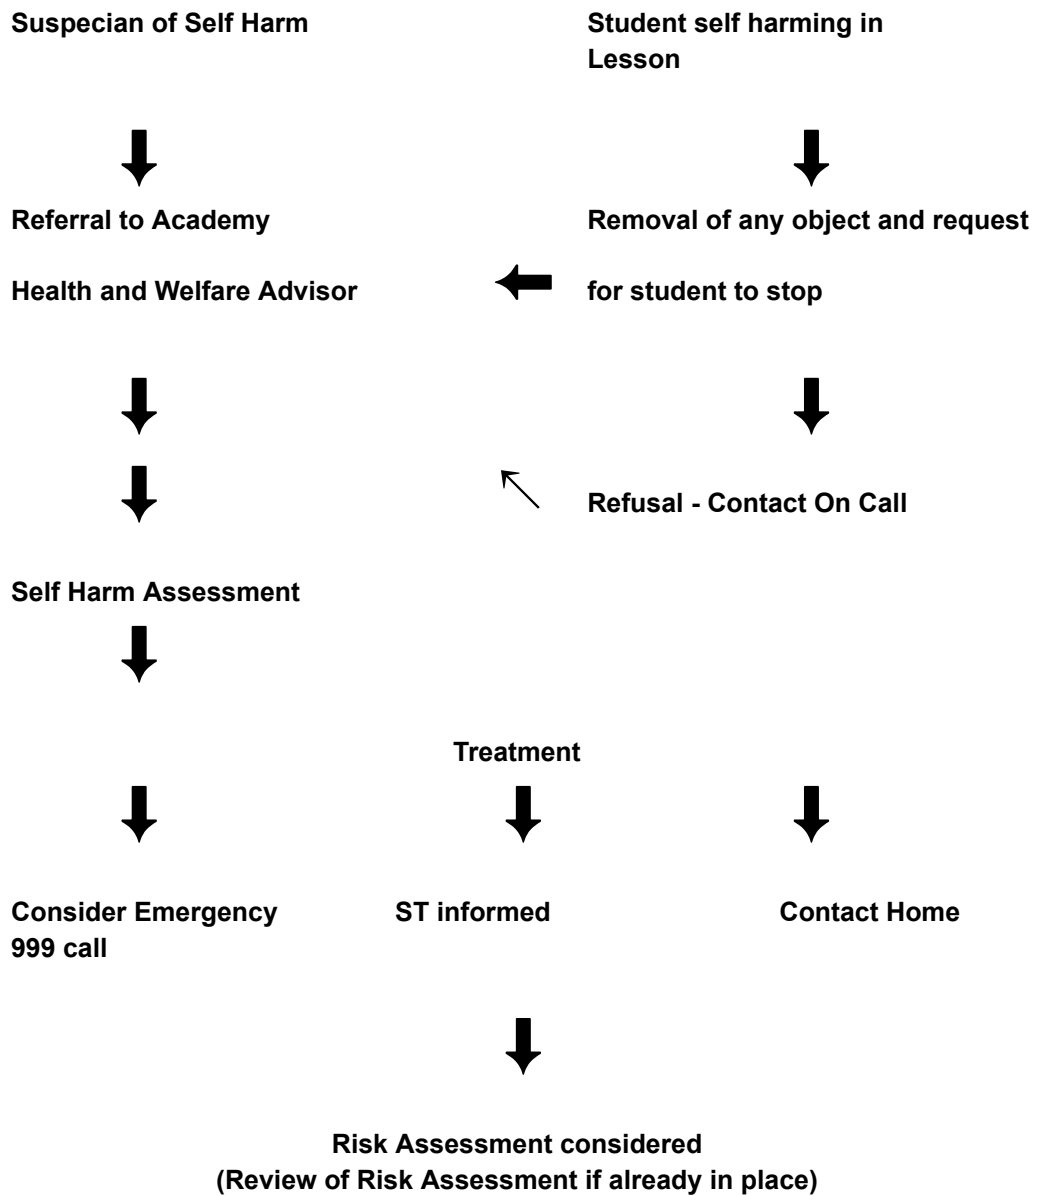 Suspecian of Self Harm
Student self harming in
Lesson
Referral to Academy
Removal of any object and request
Health and Welfare Advisor
for student to stop
Refusal - Contact On Call
Self Harm Assessment
Treatment
Consider Emergency
999 call
ST informed
Contact Home
Risk Assessment considered
(Review of Risk Assessment if already in place)